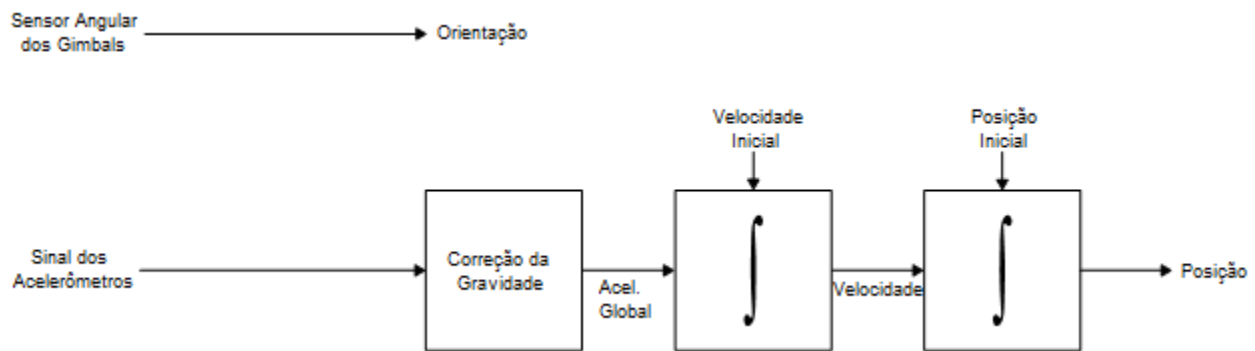 Sensor Angular
dos Gimbals
Orientação
Velocidade
Inicial
Posição
Inicial
Sinal dos
Acelerômetros
Correção da
Gravidade
Acel.
Global
∫
Velocidade
∫
Posição